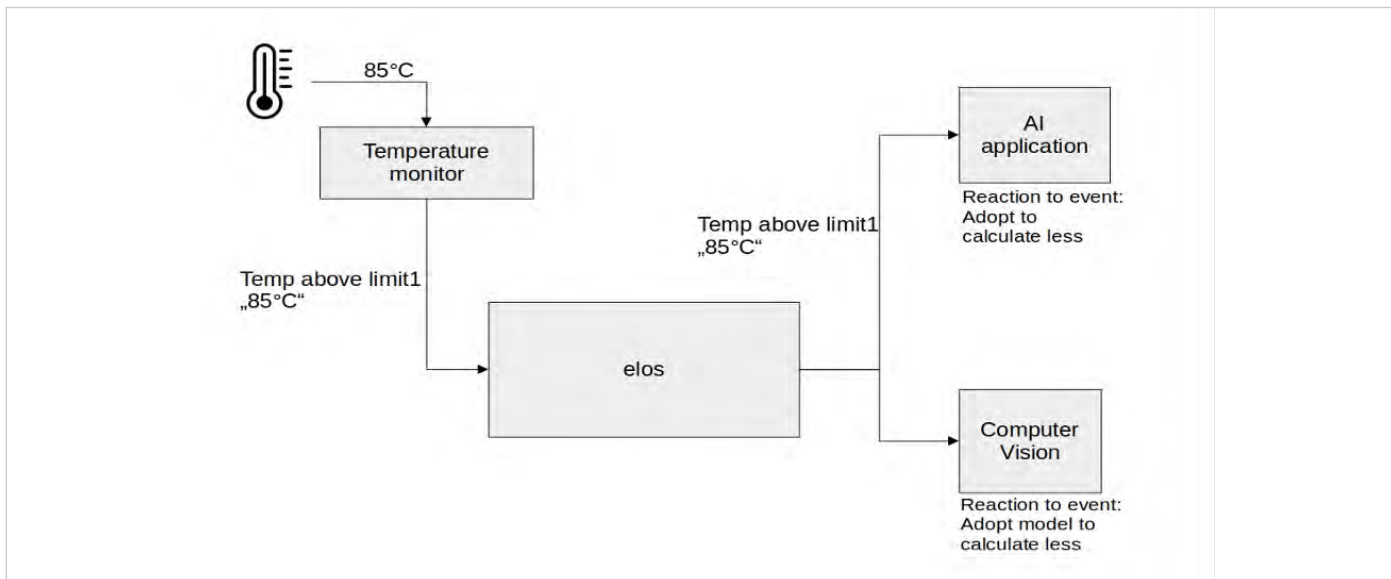 85°C
Temperature
monitor
Temp above limit1
„85°C“
elos
Temp above limit1
„85°C“
AI
application
Reaction to event:
Adopt to
calculate less
Computer
Vision
Reaction to event:
Adopt model to
calculate less